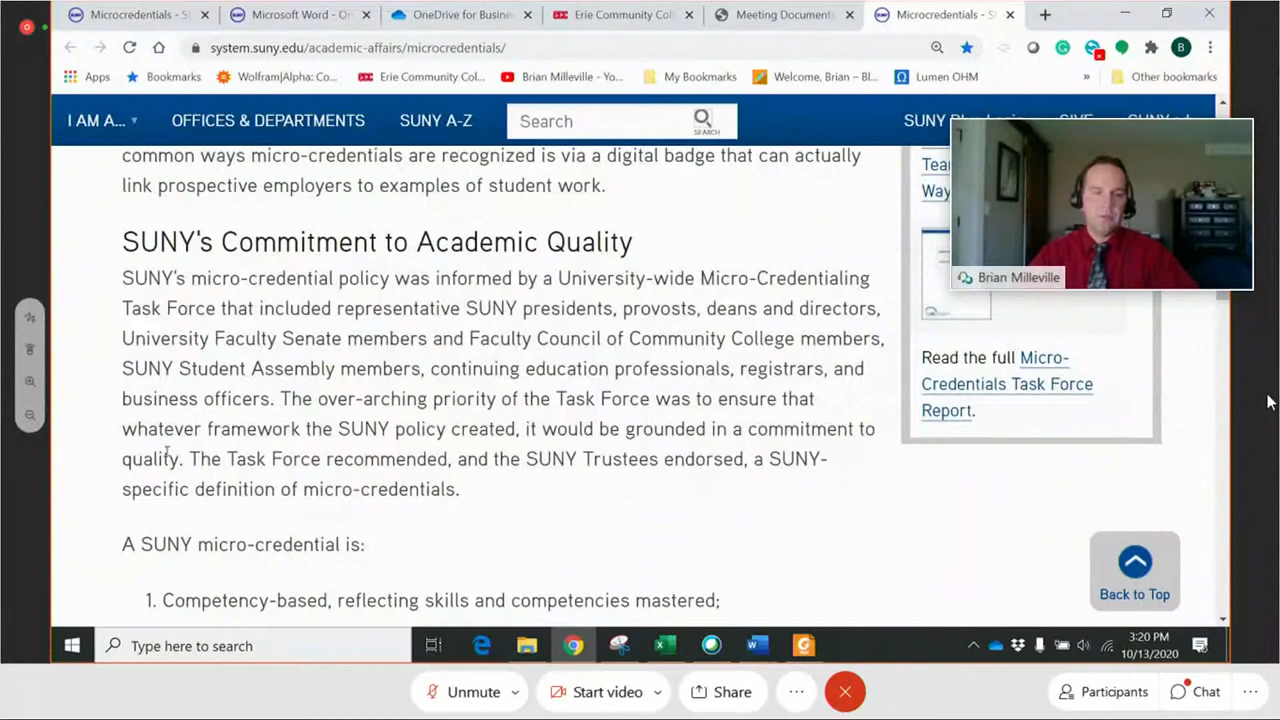 Microcredentials - S
Microsoft Word - Or
OneDrive for Busine
Erie Community Col
Meeting Documents
Microcredentials - S
system.suny.edu/academic-affairs/microcredentials/
Apps
Bookmarks
Wolfram|Alpha: Co...
Erie Community Col...
Brian Milleville - Yo...
My Bookmarks
Welcome, Brian – Bl...
Lumen OHM
»
Other bookmarks
I AM A...
OFFICES & DEPARTMENTS
SUNY A-Z
Search
SEARCH
SUNY
common ways micro-credentials are recognized is via a digital badge that can actually
link prospective employers to examples of student work.
SUNY's Commitment to Academic Quality
SUNY's micro-credential policy was informed by a University-wide Micro-Credentialing
Task Force that included representative SUNY presidents, provosts, deans and directors,
University Faculty Senate members and Faculty Council of Community College members,
SUNY Student Assembly members, continuing education professionals, registrars, and
business officers. The over-arching priority of the Task Force was to ensure that
whatever framework the SUNY policy created, it would be grounded in a commitment to
quality. The Task Force recommended, and the SUNY Trustees endorsed, a SUNY-
specific definition of micro-credentials.
A SUNY micro-credential is:
1. Competency-based, reflecting skills and competencies mastered;
Tea
Way
Brian Milleville
Read the full Micro-
Credentials Task Force
Report.
Back to Top
Type here to search
3:20 PM
10/13/2020
Unmute
Start video
Share
Participants
Chat